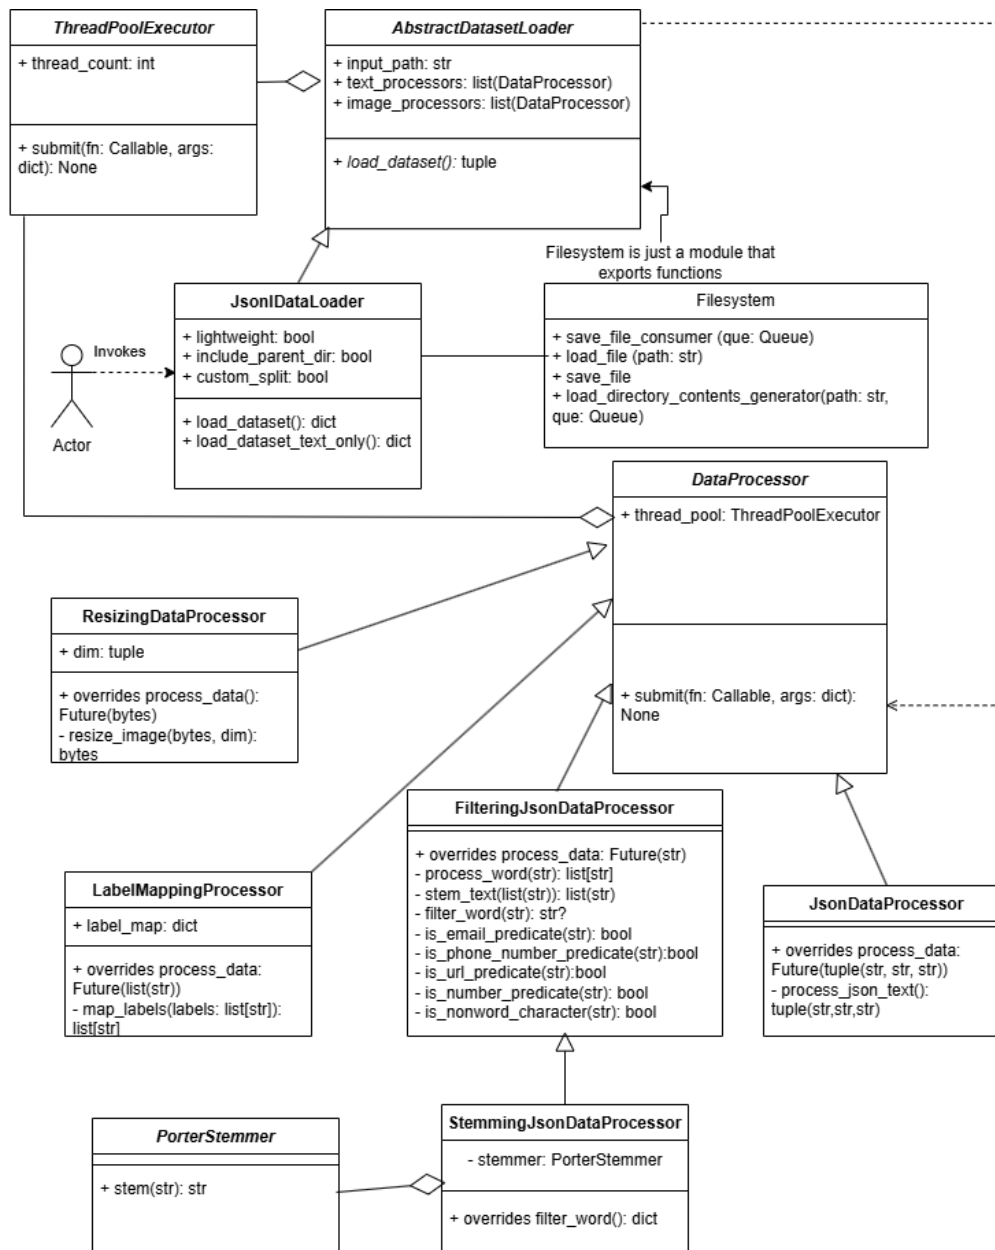 ThreadPoolExecutor
+ thread_count: int
+ submit(fn: Callable, args:
dict): None
AbstractDatasetLoader
+ input_path: str
+ text_processors: list(DataProcessor)
+ image_processors: list(DataProcessor)
+ load_dataset(): tuple
Filesystem is just a module that
exports functions
JsonlDataLoader
+ lightweight: bool
+ include_parent_dir: bool
+ custom_split: bool
+ load_dataset(): dict
+ load_dataset_text_only(): dict
Invokes
Actor
Filesystem
+ save_file_consumer (que: Queue)
+ load_file (path: str)
+ save_file
+ load_directory_contents_generator(path: str,
que: Queue)
DataProcessor
+ thread_pool: ThreadPoolExecutor
+ submit(fn: Callable, args: dict):
None
ResizingDataProcessor
+ dim: tuple
+ overrides process_data():
Future(bytes)
- resize_image(bytes, dim):
bytes
LabelMappingProcessor
+ label_map: dict
+ overrides process_data:
Future(list(str))
- map_labels(labels: list[str]):
list[str]
FilteringJsonDataProcessor
+ overrides process_data: Future(str)
- process_word(str): list[str]
- stem_text(list(str)): list(str)
- filter_word(str): str?
- is_email_predicate(str): bool
- is_phone_number_predicate(str):bool
- is_url_predicate(str):bool
- is_number_predicate(str): bool
- is_nonword_character(str): bool
JsonDataProcessor
+ overrides process_data:
Future(tuple(str, str, str))
- process_json_text():
tuple(str,str,str)
PorterStemmer
+ stem(str): str
StemmingJsonDataProcessor
- stemmer: PorterStemmer
+ overrides filter_word(): dict